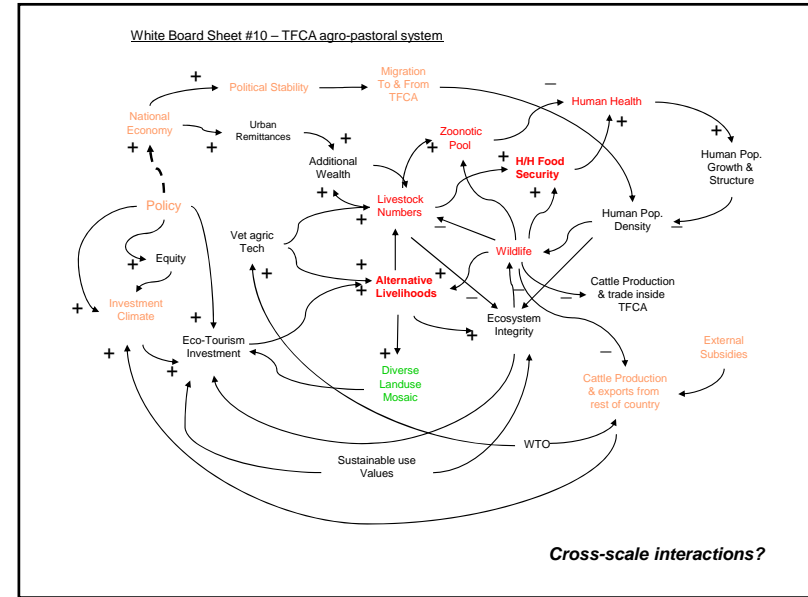 White Board Sheet #10 – TFCA agro-pastoral system
Political Stability
Migration
To & From
TFCA
Human Health
National
Economy
Urban
Remittances
Zoonotic
Pool
Additional
Wealth
H/H Food
Security
Human Pop.
Growth &
Structure
Policy
Livestock
Numbers
Human Pop.
Density
Vet agric
Tech
Wildlife
Equity
Alternative
Livelihoods
Cattle Production
& trade inside
TFCA
Investment
Climate
Eco-Tourism
Investment
Ecosystem
Integrity
External
Subsidies
Diverse
Landuse
Mosaic
Cattle Production
& exports from
rest of country
WTO
Sustainable use
Values
Cross-scale interactions?